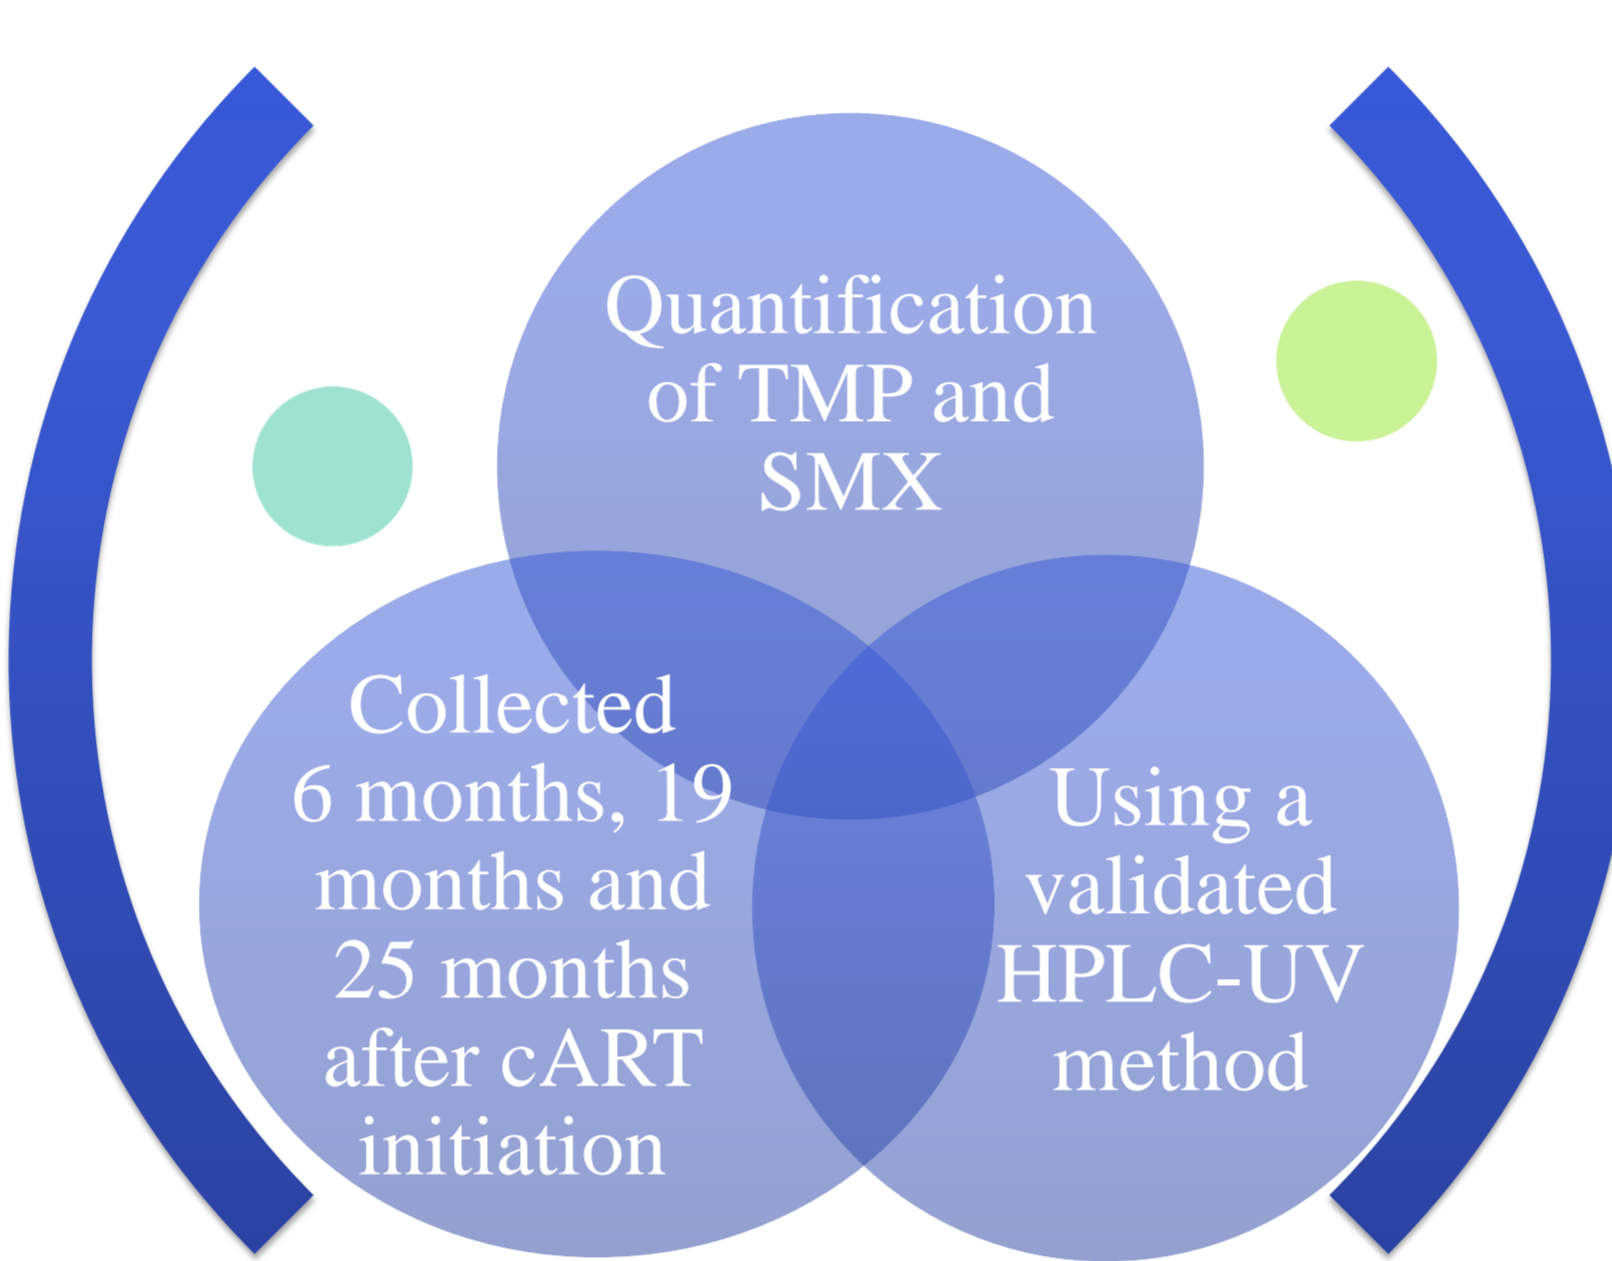 Quantification
of TMP and
SMX
Collected
6 months, 19
months and
25 months
after cART
initiation
Using a
validated
HPLC-UV
method